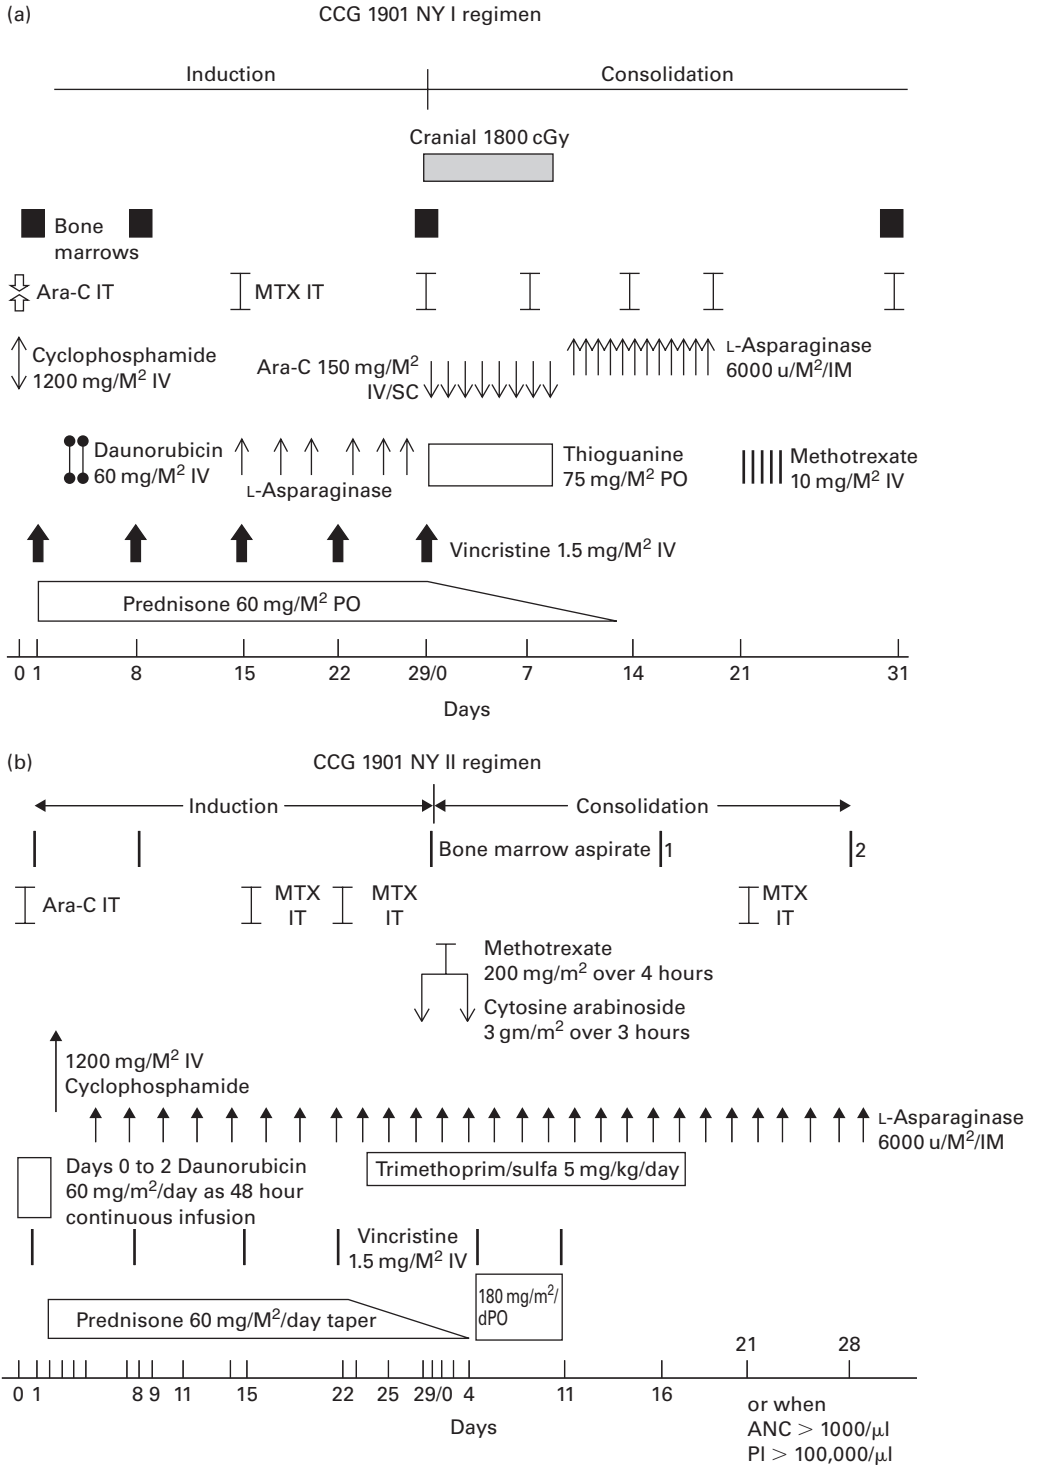 (a)
CCG 1901 NY I regimen
Induction
Consolidation
Cranial 1800 cGy
Bone
marrows
Ara-C IT
MTX IT
Cyclophosphamide
1200 mg/M² IV
Ara-C 150 mg/M²
IV/SC
L-Asparaginase
6000 u/M²/IM
Daunorubicin
60 mg/M² IV
L-Asparaginase
Thioguanine
75 mg/M² PO
Methotrexate
10 mg/M² IV
Vincristine 1.5 mg/M² IV
Prednisone 60 mg/M² PO
0 1 8 15 22 29/0 7 14 21 31
Days
(b)
CCG 1901 NY II regimen
Induction
Consolidation
Bone marrow aspirate 1 2
Ara-C IT
MTX
IT
MTX
IT
MTX
IT
Methotrexate
200 mg/m² over 4 hours
Cytosine arabinoside
3 gm/m² over 3 hours
1200 mg/M² IV
Cyclophosphamide
L-Asparaginase
6000 u/M²/IM
Days 0 to 2 Daunorubicin
60 mg/m²/day as 48 hour
continuous infusion
Trimethoprim/sulfa 5 mg/kg/day
Vincristine
1.5 mg/M² IV
180 mg/m²/
dPO
Prednisone 60 mg/M²/day taper
21 28
0 1 8 9 11 15 22 25 29/0 4 11 16
Days
or when
ANC > 1000/μl
PI > 100,000/μl